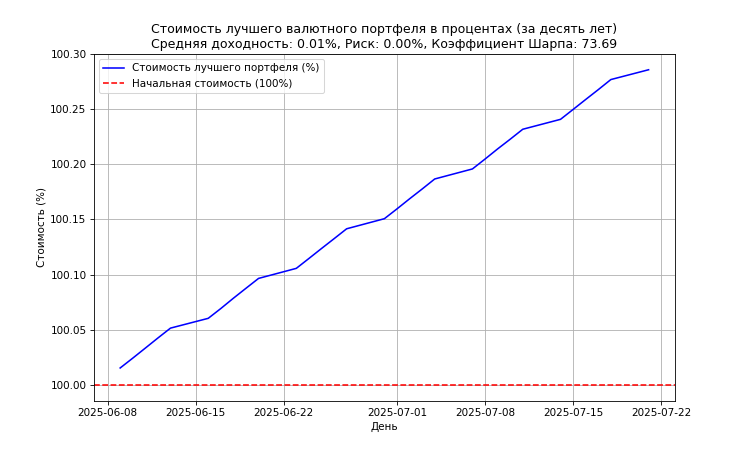 Стоимость лучшего валютного портфеля в процентах (за десять лет)
Средняя доходность: 0.01%, Риск: 0.00%, Коэффициент Шарпа: 73.69
Стоимость лучшего портфеля (%)
Начальная стоимость (100%)
Стоимость (%)
100.30
100.25
100.20
100.15
100.10
100.05
100.00
2025-06-08
2025-06-15
2025-06-22
2025-07-01
2025-07-08
2025-07-15
2025-07-22
День